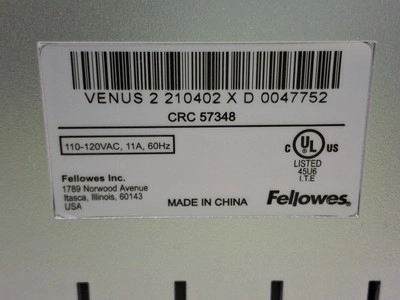 VENUS 2 210402 X D 0047752
CRC 57348
110-120VAC, 11A, 60Hz
C UL US
LISTED
45U6
I.T.E
Fellowes Inc.
1789 Norwood Avenue
Itasca, Illinois, 60143
USA
MADE IN CHINA
Fellowes